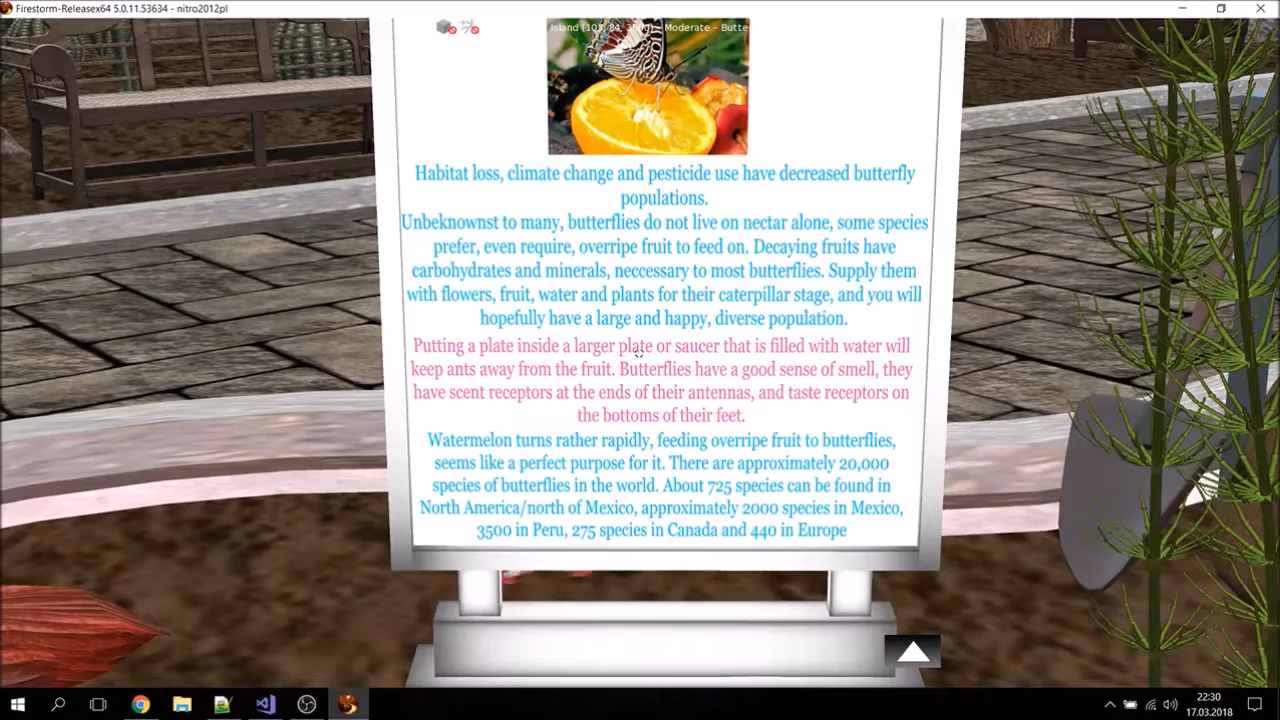 Firestorm-Releasex64 5.0.11.53634 - nitro2012pl
Moderate - Butte
Habitat loss, climate change and pesticide use have decreased butterfly
populations.
Unbeknownst to many, butterflies do not live on nectar alone, some species
prefer, even require, overripe fruit to feed on. Decaying fruits have
carbohydrates and minerals, neccessary to most butterflies. Supply them
with flowers, fruit, water and plants for their caterpillar stage, and you will
hopefully have a large and happy, diverse population.
Putting a plate inside a larger plate or saucer that is filled with water will
keep ants away from the fruit. Butterflies have a good sense of smell, they
have scent receptors at the ends of their antennas, and taste receptors on
the bottoms of their feet.
Watermelon turns rather rapidly, feeding overripe fruit to butterflies,
seems like a perfect purpose for it. There are approximately 20,000
species of butterflies in the world. About 725 species can be found in
North America/north of Mexico, approximately 2000 species in Mexico,
3500 in Peru, 275 species in Canada and 440 in Europe
22:30
17.03.2018